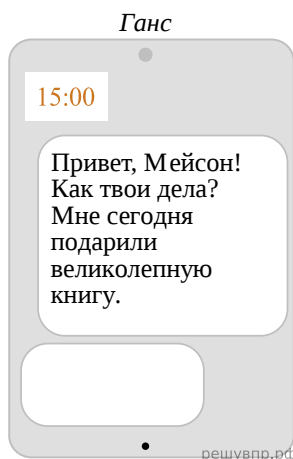 Ганс
15:00
Привет, Мейсон!
Как твои дела?
Мне сегодня
подарили
великолепную
книгу.
решувпр.рф